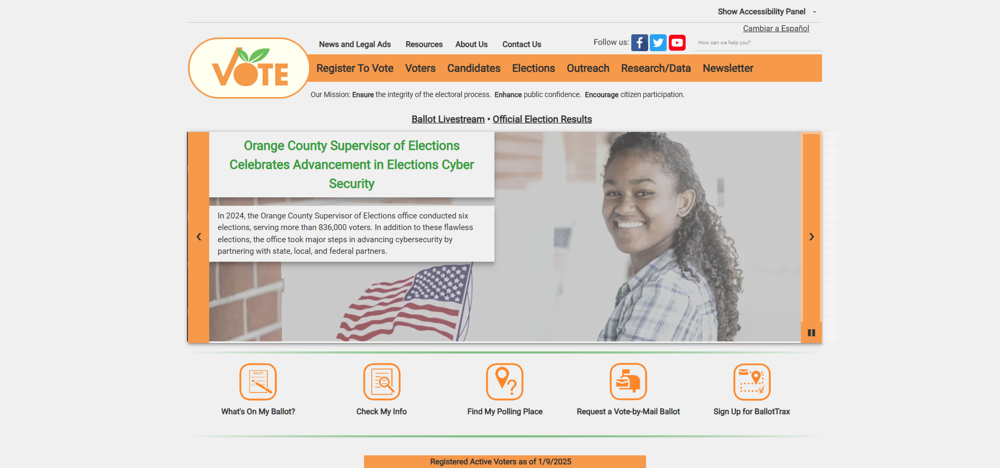 Show Accessibility Panel -
Cambiar a Español
News and Legal Ads Resources About Us Contact Us Follow us: How can we help you?
VOTE
Register To Vote Voters Candidates Elections Outreach Research/Data Newsletter
Our Mission: Ensure the integrity of the electoral process. Enhance public confidence. Encourage citizen participation.
Ballot Livestream • Official Election Results
Orange County Supervisor of Elections
Celebrates Advancement in Elections Cyber
Security
In 2024, the Orange County Supervisor of Elections office conducted six
elections, serving more than 836,000 voters. In addition to these flawless
elections, the office took major steps in advancing cybersecurity by
partnering with state, local, and federal partners.
BALLOT
What's On My Ballot? Check My Info Find My Polling Place Request a Vote-by-Mail Ballot Sign Up for BallotTrax
Registered Active Voters as of 1/9/2025